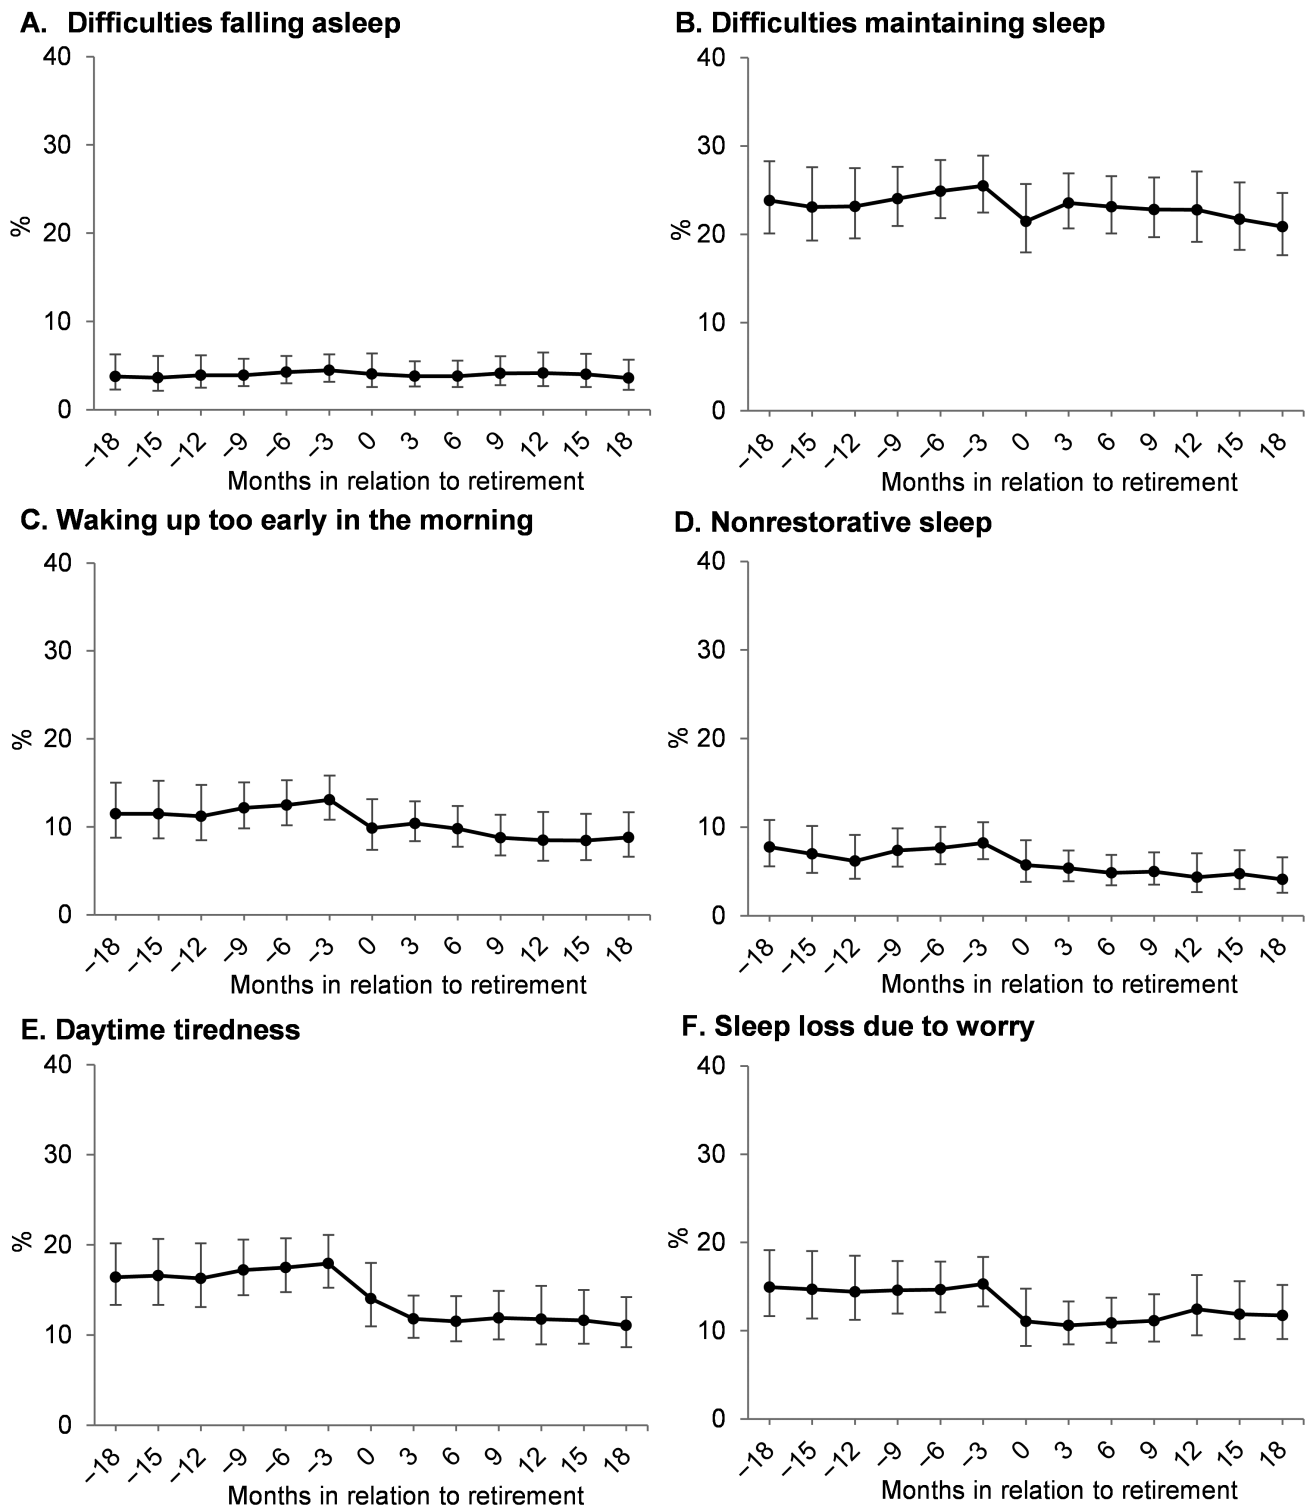 A. Difficulties falling asleep
40
30
20
10
0
%
−18 −15 −12 −9 −6 −3 0 3 6 9 12 15 18
Months in relation to retirement
B. Difficulties maintaining sleep
40
30
20
10
0
%
−18 −15 −12 −9 −6 −3 0 3 6 9 12 15 18
Months in relation to retirement
C. Waking up too early in the morning
40
30
20
10
0
%
−18 −15 −12 −9 −6 −3 0 3 6 9 12 15 18
Months in relation to retirement
D. Nonrestorative sleep
40
30
20
10
0
%
−18 −15 −12 −9 −6 −3 0 3 6 9 12 15 18
Months in relation to retirement
E. Daytime tiredness
40
30
20
10
0
%
−18 −15 −12 −9 −6 −3 0 3 6 9 12 15 18
Months in relation to retirement
F. Sleep loss due to worry
40
30
20
10
0
%
−18 −15 −12 −9 −6 −3 0 3 6 9 12 15 18
Months in relation to retirement